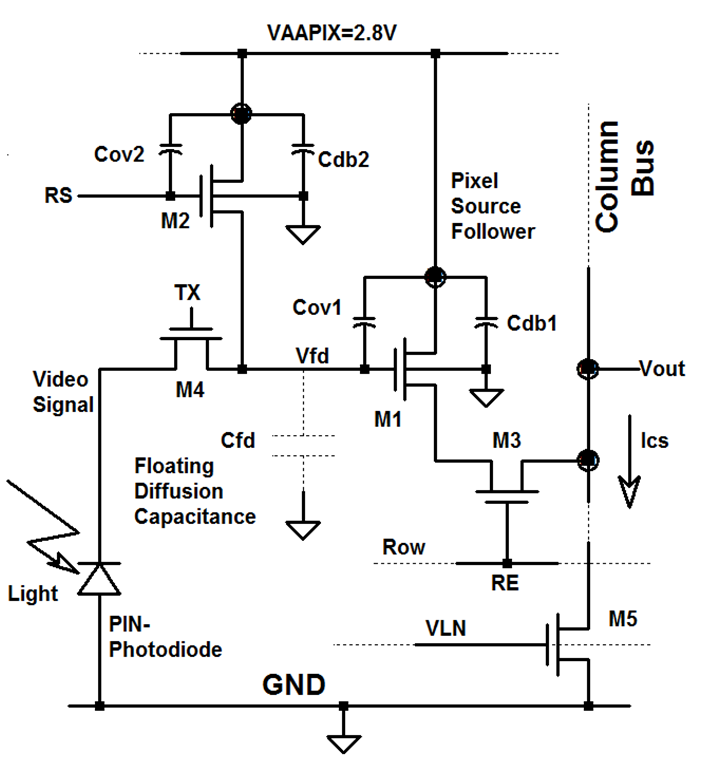 VAAPIX=2.8V
Cov2
Cdb2
RS
M2
Pixel
Source
Follower
Column
Bus
TX
Cov1
Cdb1
Vfd
Vout
M4
Video
Signal
M1
M3
Ics
Cfd
Floating
Diffusion
Capacitance
Row
RE
Light
PIN-
Photodiode
VLN
M5
GND